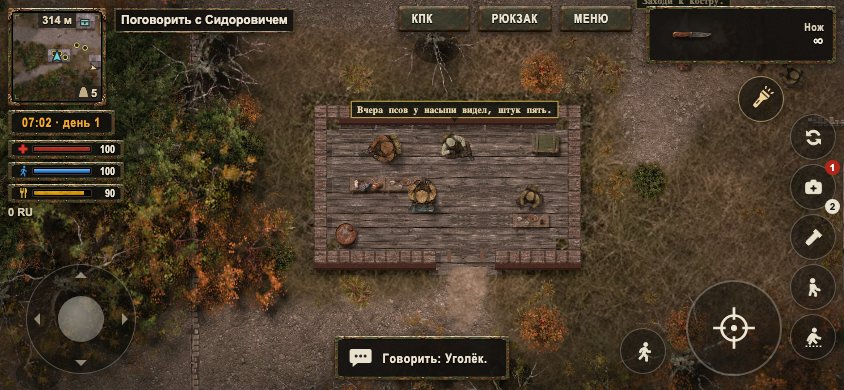 314 м
Поговорить с Сидоровичем
КПК
РЮКЗАК
МЕНЮ
Заходи к костру.
Нож
∞
5
07:02 · день 1
100
100
90
0 RU
Вчера псов у насыпи видел, штук пять.
1
2
Говорить: Уголёк.